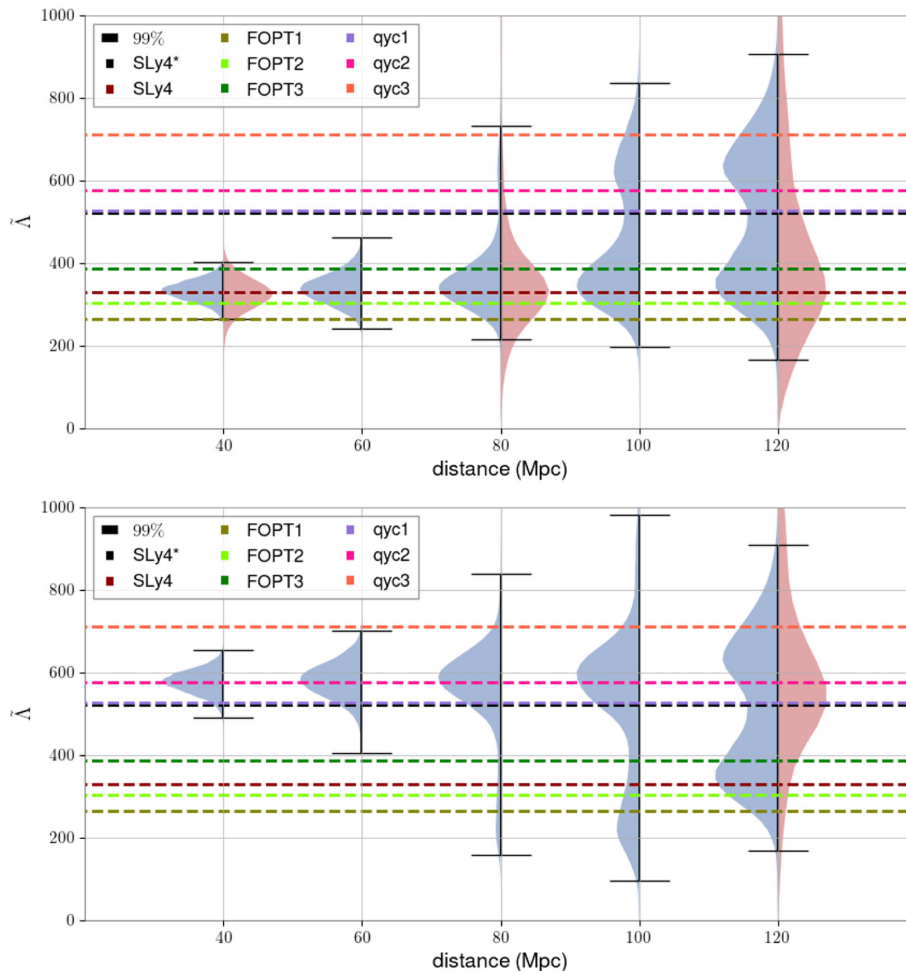 1000
99% FOPT1 qyc1
SLy4* FOPT2 qyc2
SLy4 FOPT3 qyc3
800
600
Λ̃
400
200
0
40 60 80 100 120
distance (Mpc)
1000
99% FOPT1 qyc1
SLy4* FOPT2 qyc2
SLy4 FOPT3 qyc3
800
600
Λ̃
400
200
0
40 60 80 100 120
distance (Mpc)